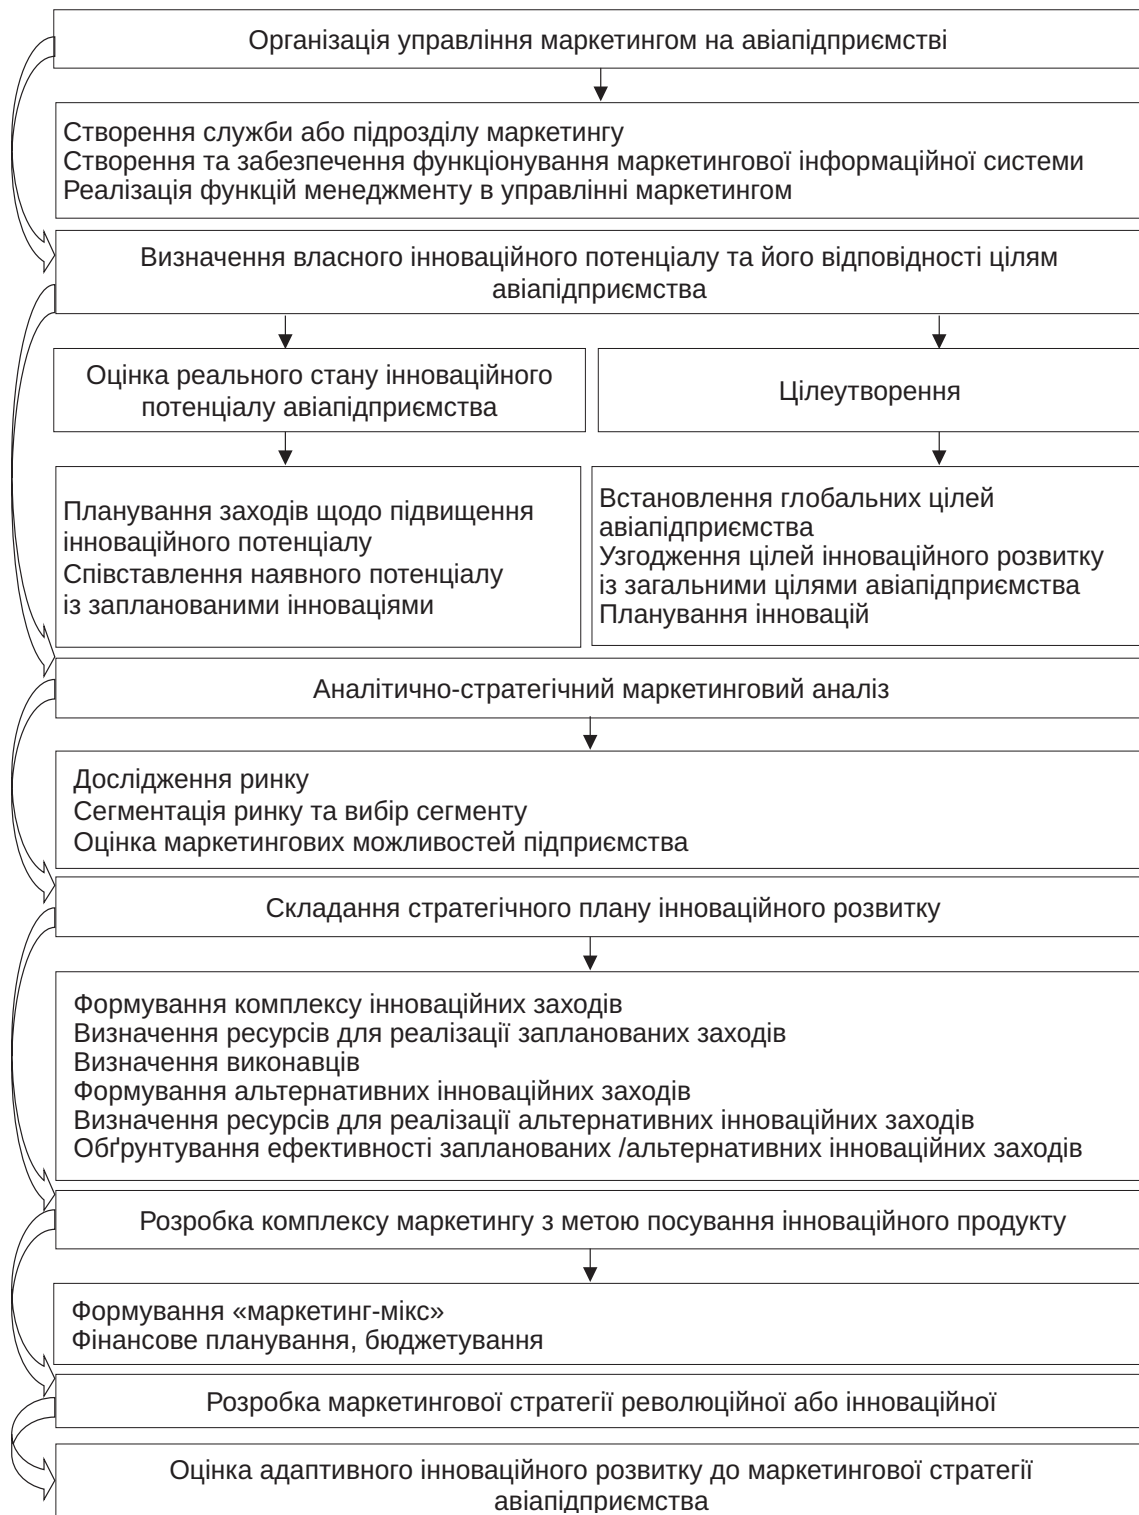 Організація управління маркетингом на авіапідприємстві
Створення служби або підрозділу маркетингу
Створення та забезпечення функціонування маркетингової інформаційної системи
Реалізація функцій менеджменту в управлінні маркетингом
Визначення власного інноваційного потенціалу та його відповідності цілям
авіапідприємства
Оцінка реального стану інноваційного
потенціалу авіапідприємства
Цілеутворення
Планування заходів щодо підвищення
інноваційного потенціалу
Співставлення наявного потенціалу
із запланованими інноваціями
Встановлення глобальних цілей
авіапідприємства
Узгодження цілей інноваційного розвитку
із загальними цілями авіапідприємства
Планування інновацій
Аналітично-стратегічний маркетинговий аналіз
Дослідження ринку
Сегментація ринку та вибір сегменту
Оцінка маркетингових можливостей підприємства
Складання стратегічного плану інноваційного розвитку
Формування комплексу інноваційних заходів
Визначення ресурсів для реалізації запланованих заходів
Визначення виконавців
Формування альтернативних інноваційних заходів
Визначення ресурсів для реалізації альтернативних інноваційних заходів
Обґрунтування ефективності запланованих /альтернативних інноваційних заходів
Розробка комплексу маркетингу з метою посування інноваційного продукту
Формування «маркетинг-мікс»
Фінансове планування, бюджетування
Розробка маркетингової стратегії революційної або інноваційної
Оцінка адаптивного інноваційного розвитку до маркетингової стратегії
авіапідприємства